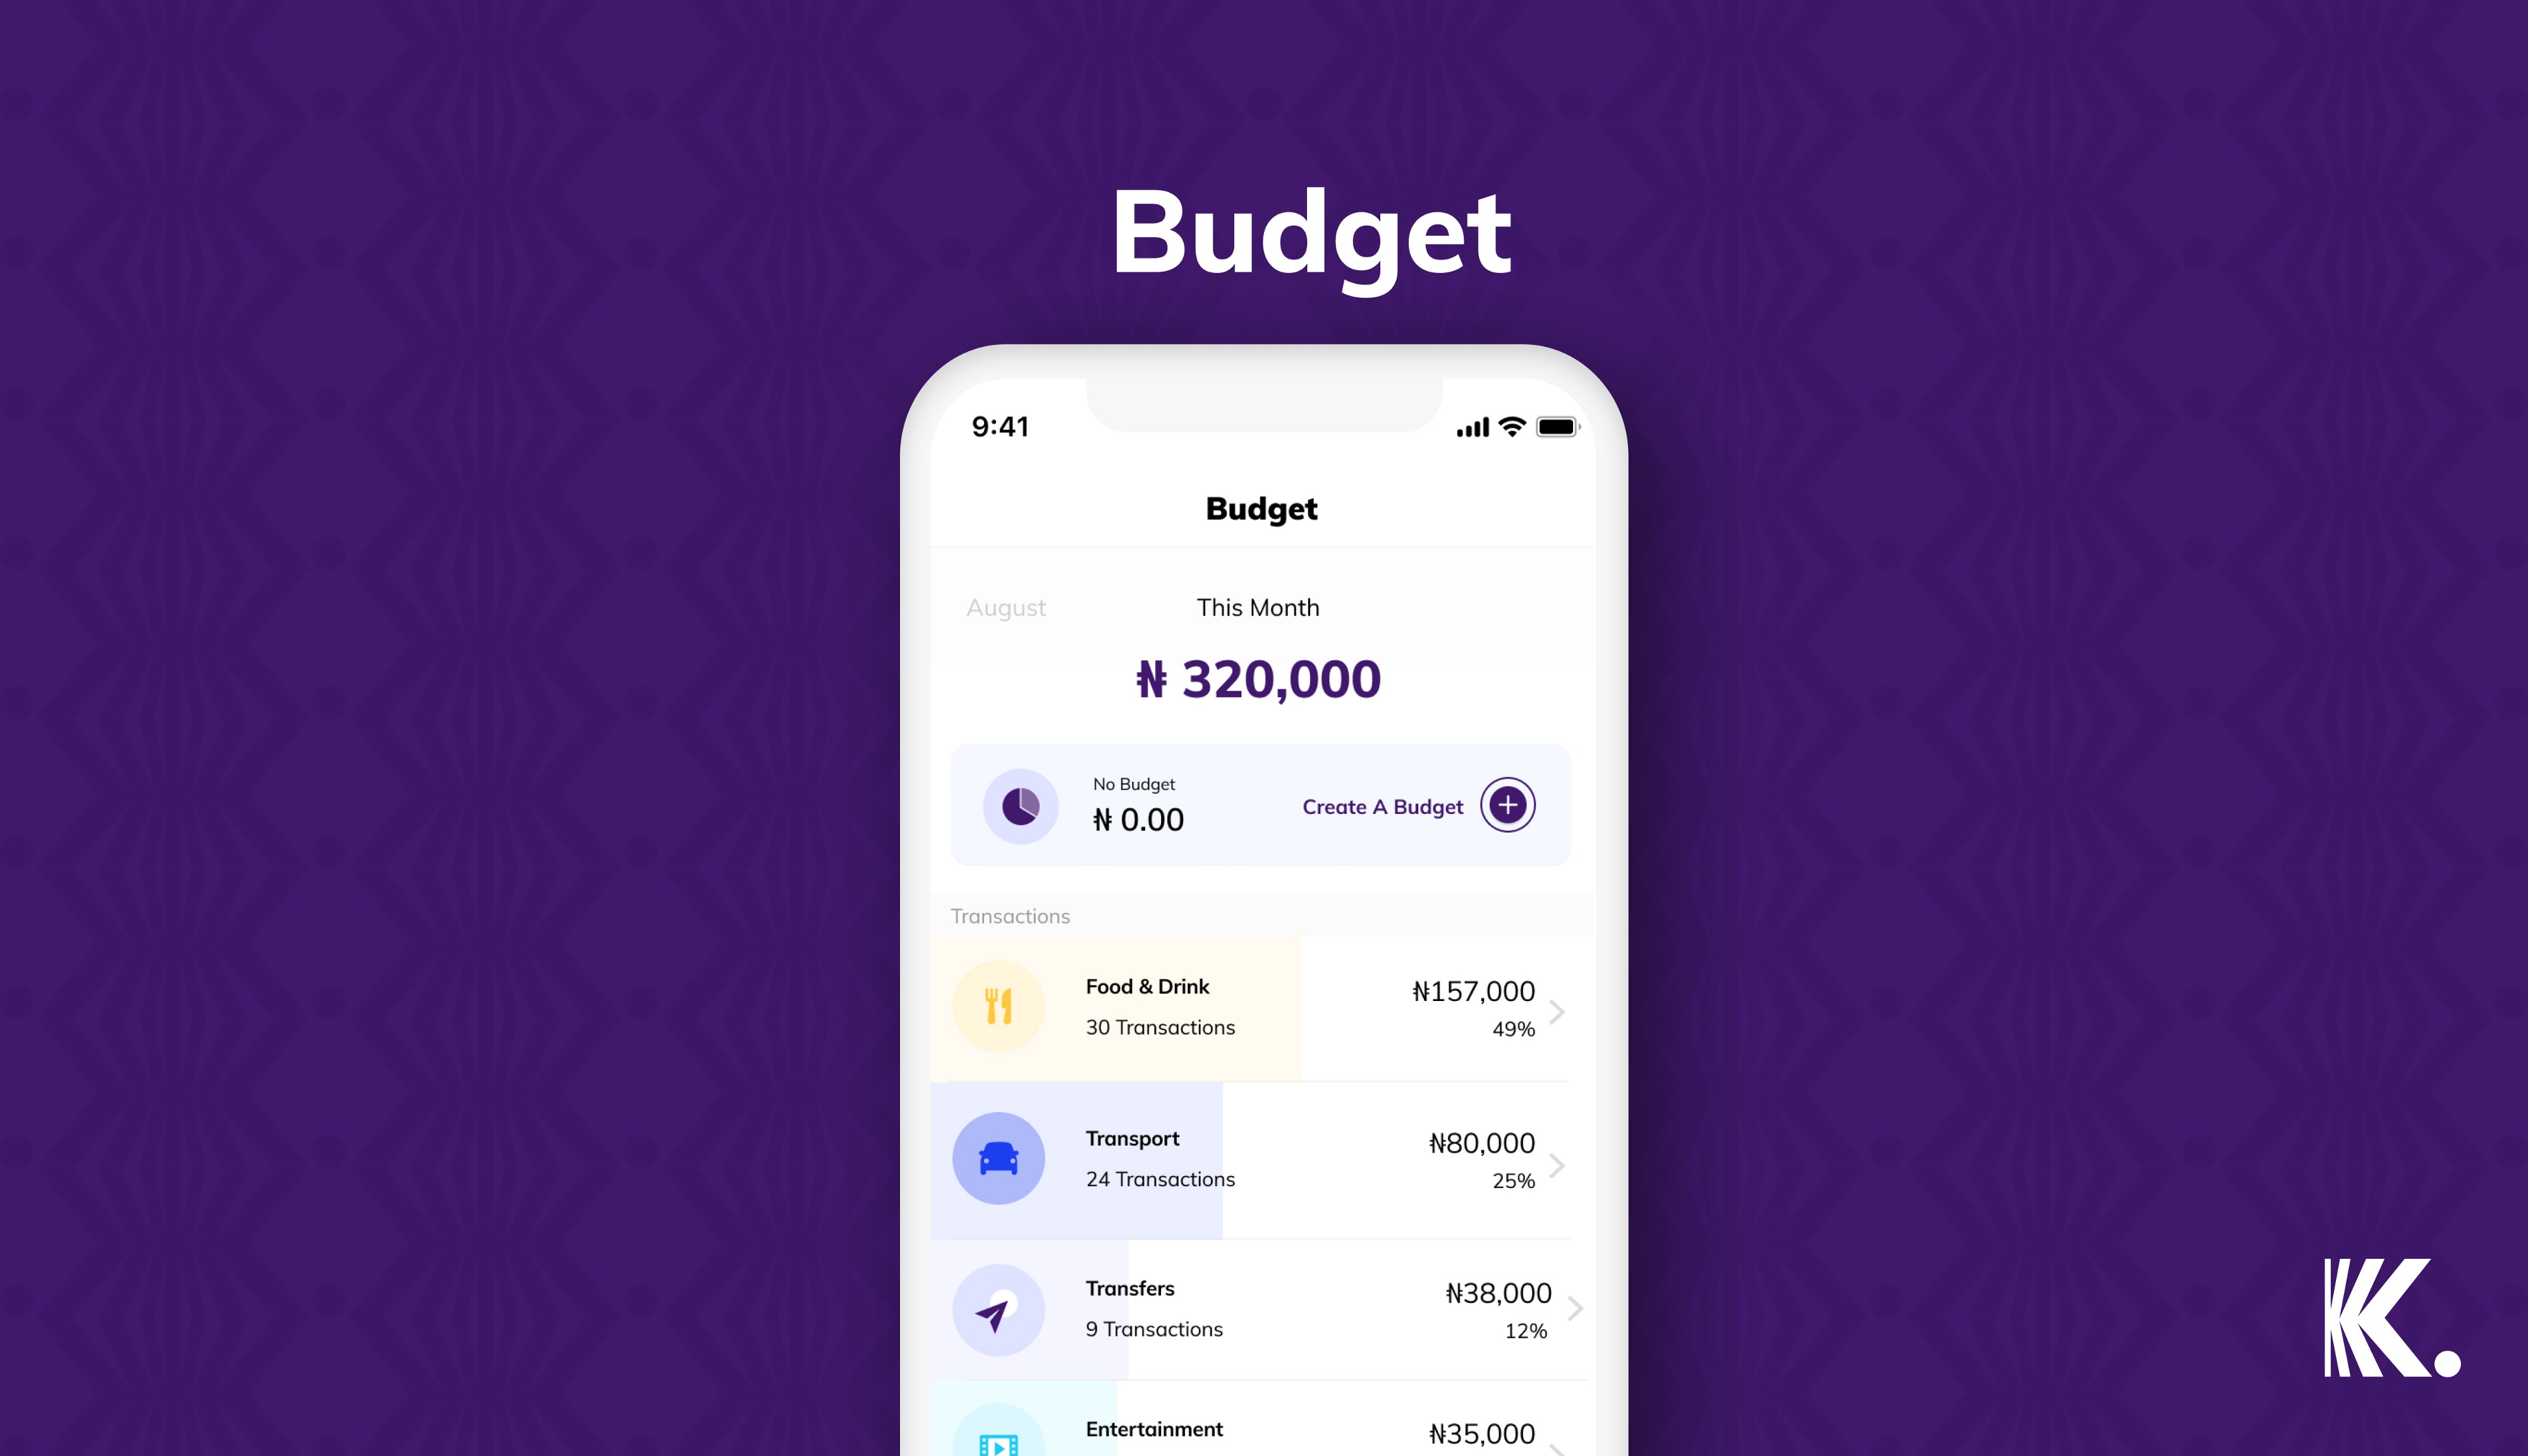 Budget
9:41
Budget
August
This Month
₦ 320,000
No Budget
₦ 0.00
Create A Budget
Transactions
Food & Drink
₦157,000
30 Transactions
49%
Transport
₦80,000
24 Transactions
25%
Transfers
₦38,000
9 Transactions
12%
Entertainment
₦35,000
K.